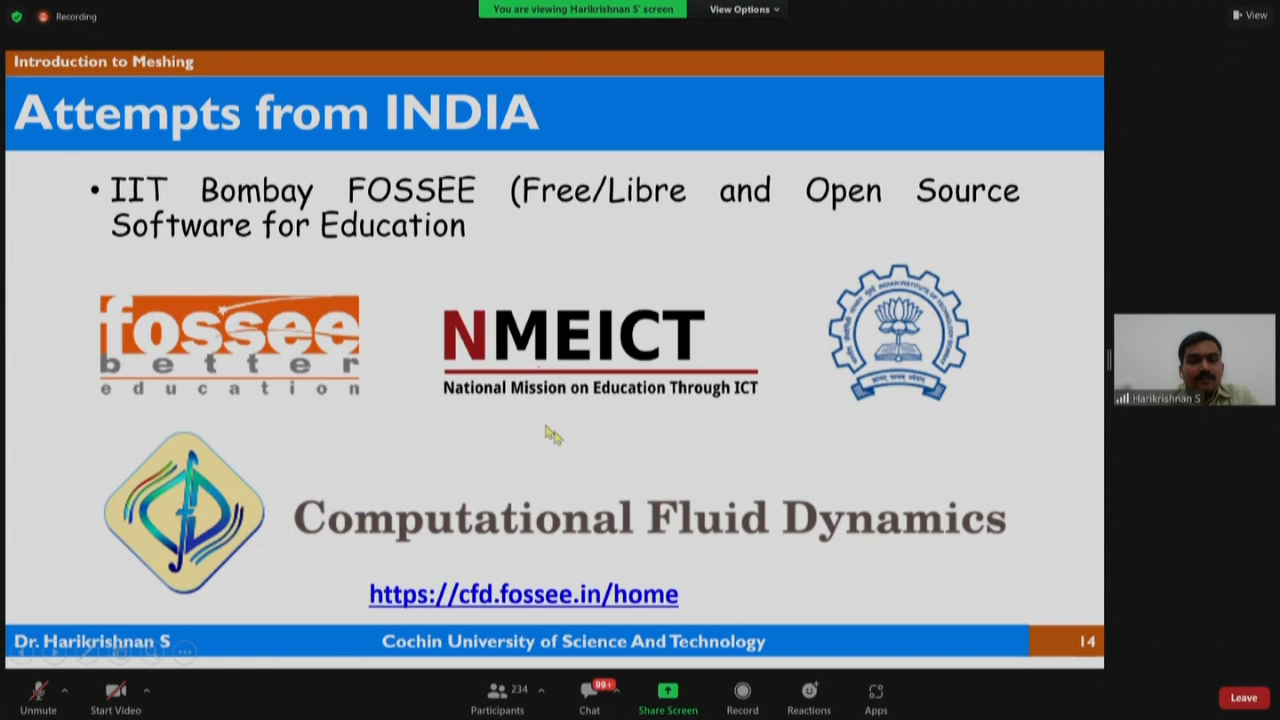 Recording
You are viewing Harikrishnan S' screen
View Options
View
Introduction to Meshing
Attempts from INDIA
• IIT Bombay FOSSEE (Free/Libre and Open Source
Software for Education
fossee
better
education
NMEICT
National Mission on Education Through ICT
Computational Fluid Dynamics
https://cfd.fossee.in/home
Harikrishnan S
Dr. Harikrishnan S
Cochin University of Science And Technology
14
Unmute
Start Video
234
Participants
99+
Chat
Share Screen
Record
Reactions
Apps
Leave